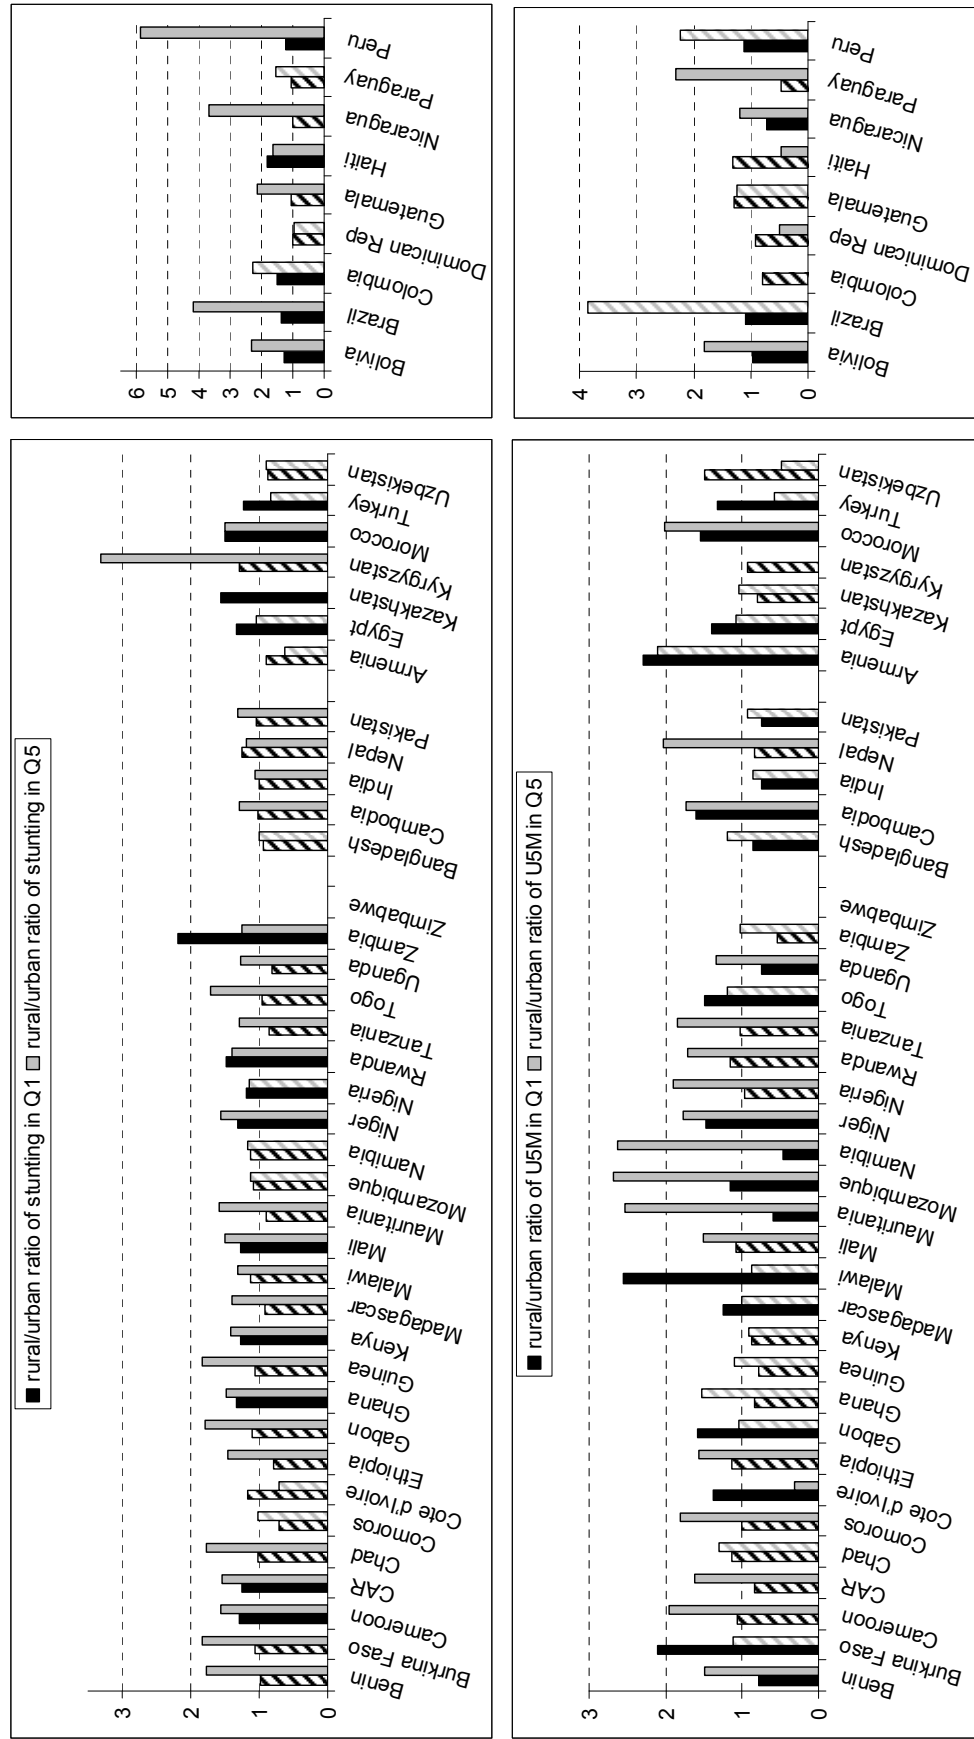 ■ rural/urban ratio of stunting in Q1 ■ rural/urban ratio of stunting in Q5
3
2
1
0
Benin
Burkina Faso
Cameroon
CAR
Chad
Comoros
Cote d'Ivoire
Ethiopia
Gabon
Ghana
Guinea
Kenya
Madagascar
Malawi
Mali
Mauritania
Mozambique
Namibia
Niger
Nigeria
Rwanda
Tanzania
Togo
Uganda
Zambia
Zimbabwe
Bangladesh
Cambodia
India
Nepal
Pakistan
Armenia
Egypt
Kazakhstan
Kyrgyzstan
Morocco
Turkey
Uzbekistan
6
5
4
3
2
1
0
Bolivia
Brazil
Colombia
Dominican Rep
Guatemala
Haiti
Nicaragua
Paraguay
Peru
■ rural/urban ratio of U5M in Q1 ■ rural/urban ratio of U5M in Q5
3
2
1
0
Benin
Burkina Faso
Cameroon
CAR
Chad
Comoros
Cote d'Ivoire
Ethiopia
Gabon
Ghana
Guinea
Kenya
Madagascar
Malawi
Mali
Mauritania
Mozambique
Namibia
Niger
Nigeria
Rwanda
Tanzania
Togo
Uganda
Zambia
Zimbabwe
Bangladesh
Cambodia
India
Nepal
Pakistan
Armenia
Egypt
Kazakhstan
Kyrgyzstan
Morocco
Turkey
Uzbekistan
4
3
2
1
0
Bolivia
Brazil
Colombia
Dominican Rep
Guatemala
Haiti
Nicaragua
Paraguay
Peru